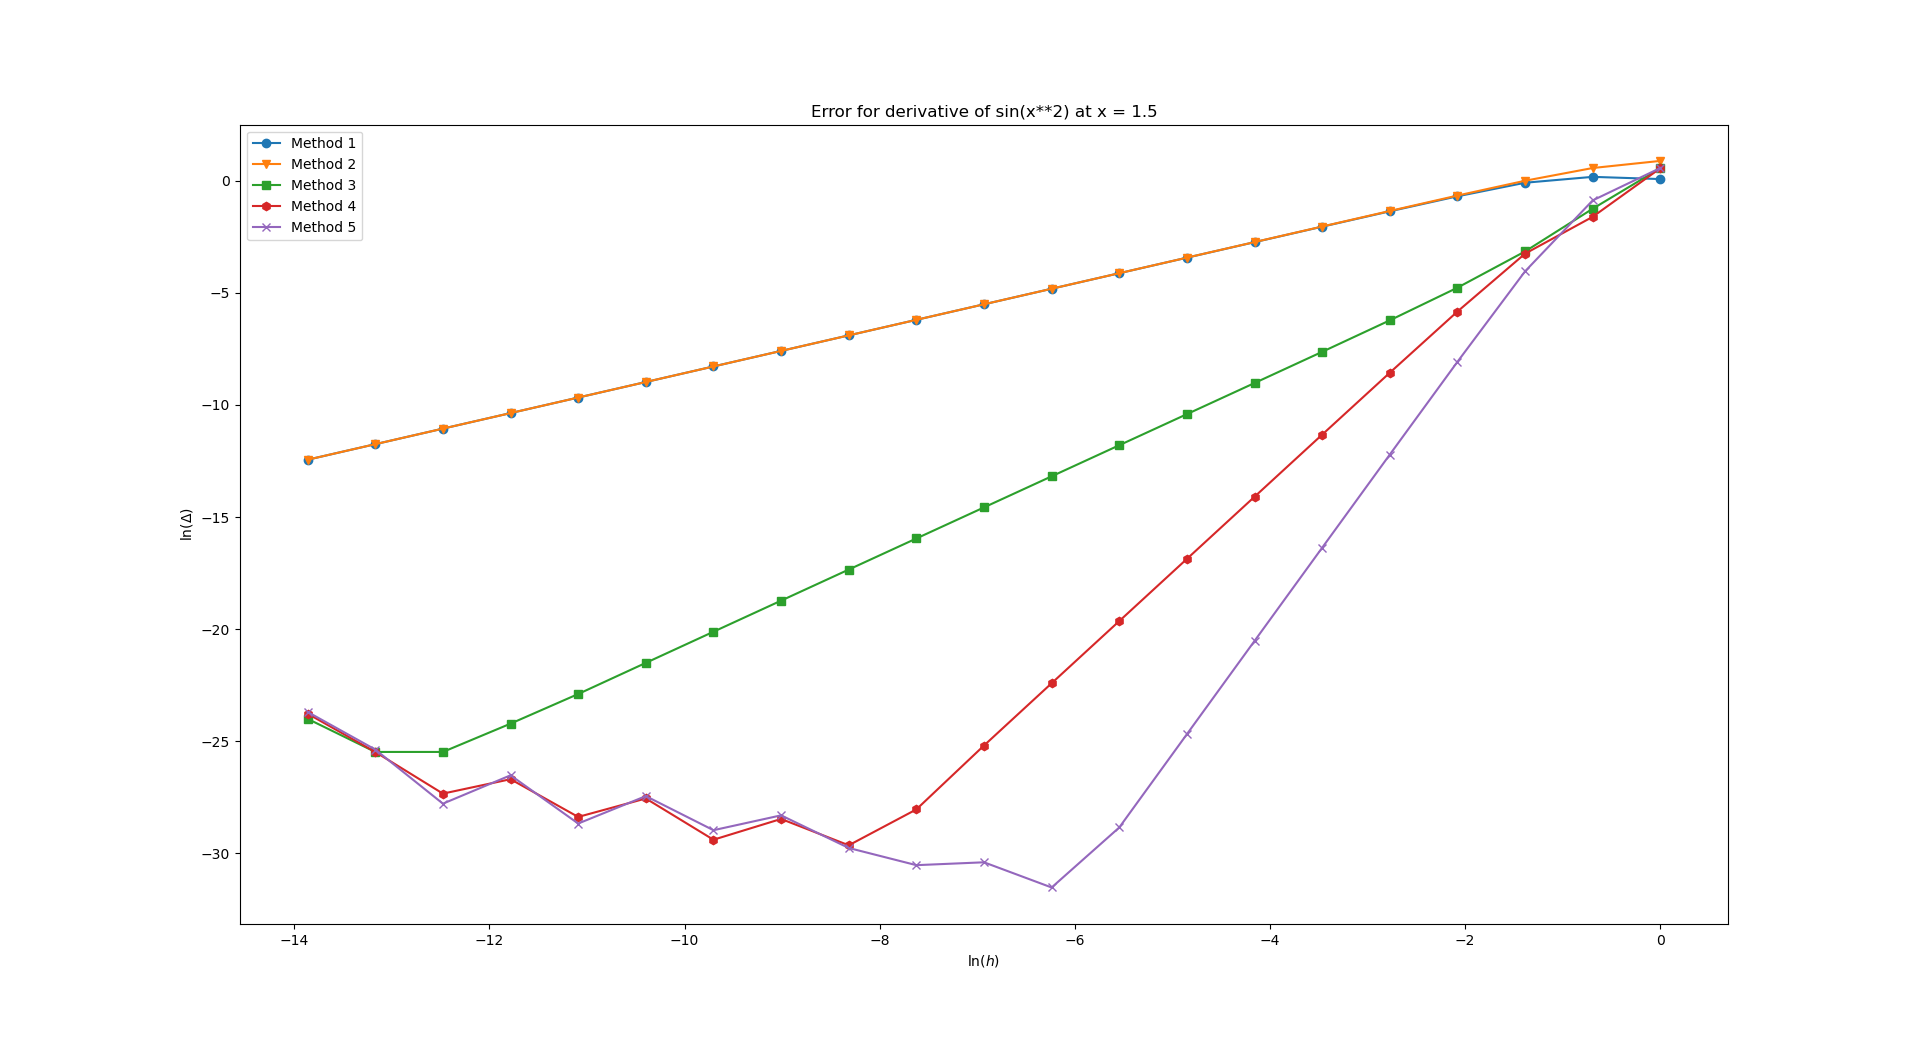 Error for derivative of sin(x**2) at x = 1.5
Method 1
Method 2
Method 3
Method 4
Method 5
0
−5
−10
−15
−20
−25
−30
ln(Δ)
−14 −12 −10 −8 −6 −4 −2 0
ln(h)